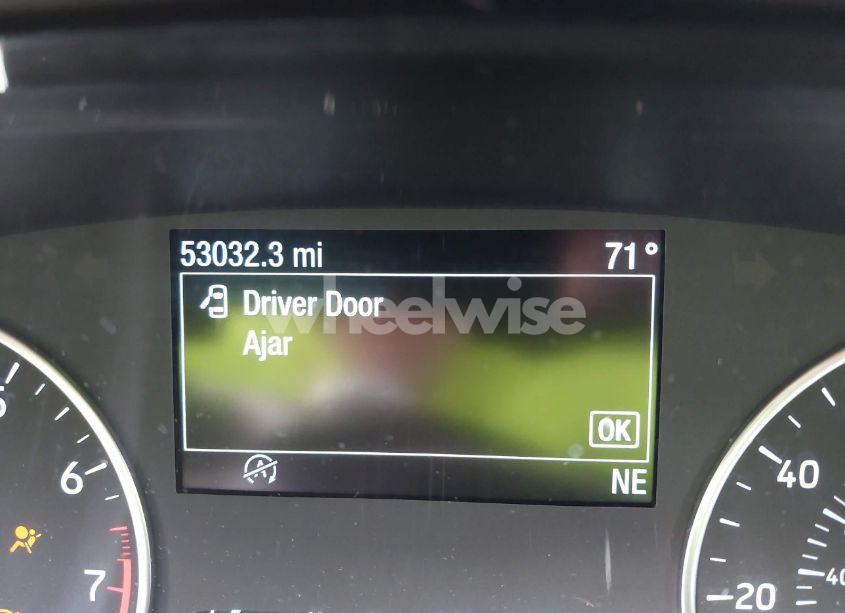 53032.3 mi 71°
Driver Door
Ajar
wheelwise
OK
A
NE
6
7
40
20